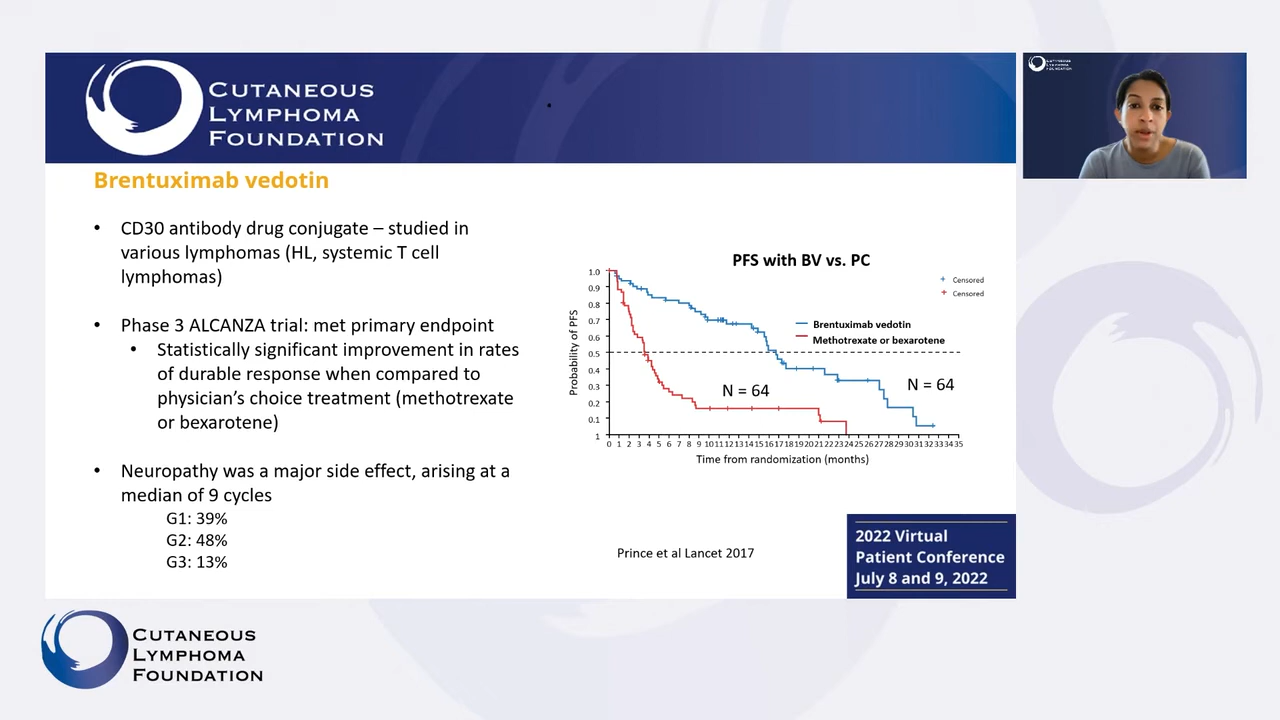 CUTANEOUS
LYMPHOMA
FOUNDATION
Brentuximab vedotin
• CD30 antibody drug conjugate – studied in
various lymphomas (HL, systemic T cell
lymphomas)
• Phase 3 ALCANZA trial: met primary endpoint
• Statistically significant improvement in rates
of durable response when compared to
physician's choice treatment (methotrexate
or bexarotene)
• Neuropathy was a major side effect, arising at a
median of 9 cycles
G1: 39%
G2: 48%
G3: 13%
PFS with BV vs. PC
Censored
Censored
Brentuximab vedotin
Methotrexate or bexarotene
N = 64
N = 64
Probability of PFS
1.0
0.9
0.8
0.7
0.6
0.5
0.4
0.3
0.2
0.1
1
0 1 2 3 4 5 6 7 8 9 10 11 12 13 14 15 16 17 18 19 20 21 22 23 24 25 26 27 28 29 30 31 32 33 34 35
Time from randomization (months)
Prince et al Lancet 2017
2022 Virtual
Patient Conference
July 8 and 9, 2022
CUTANEOUS
LYMPHOMA
FOUNDATION
CUTANEOUS
LYMPHOMA
FOUNDATION